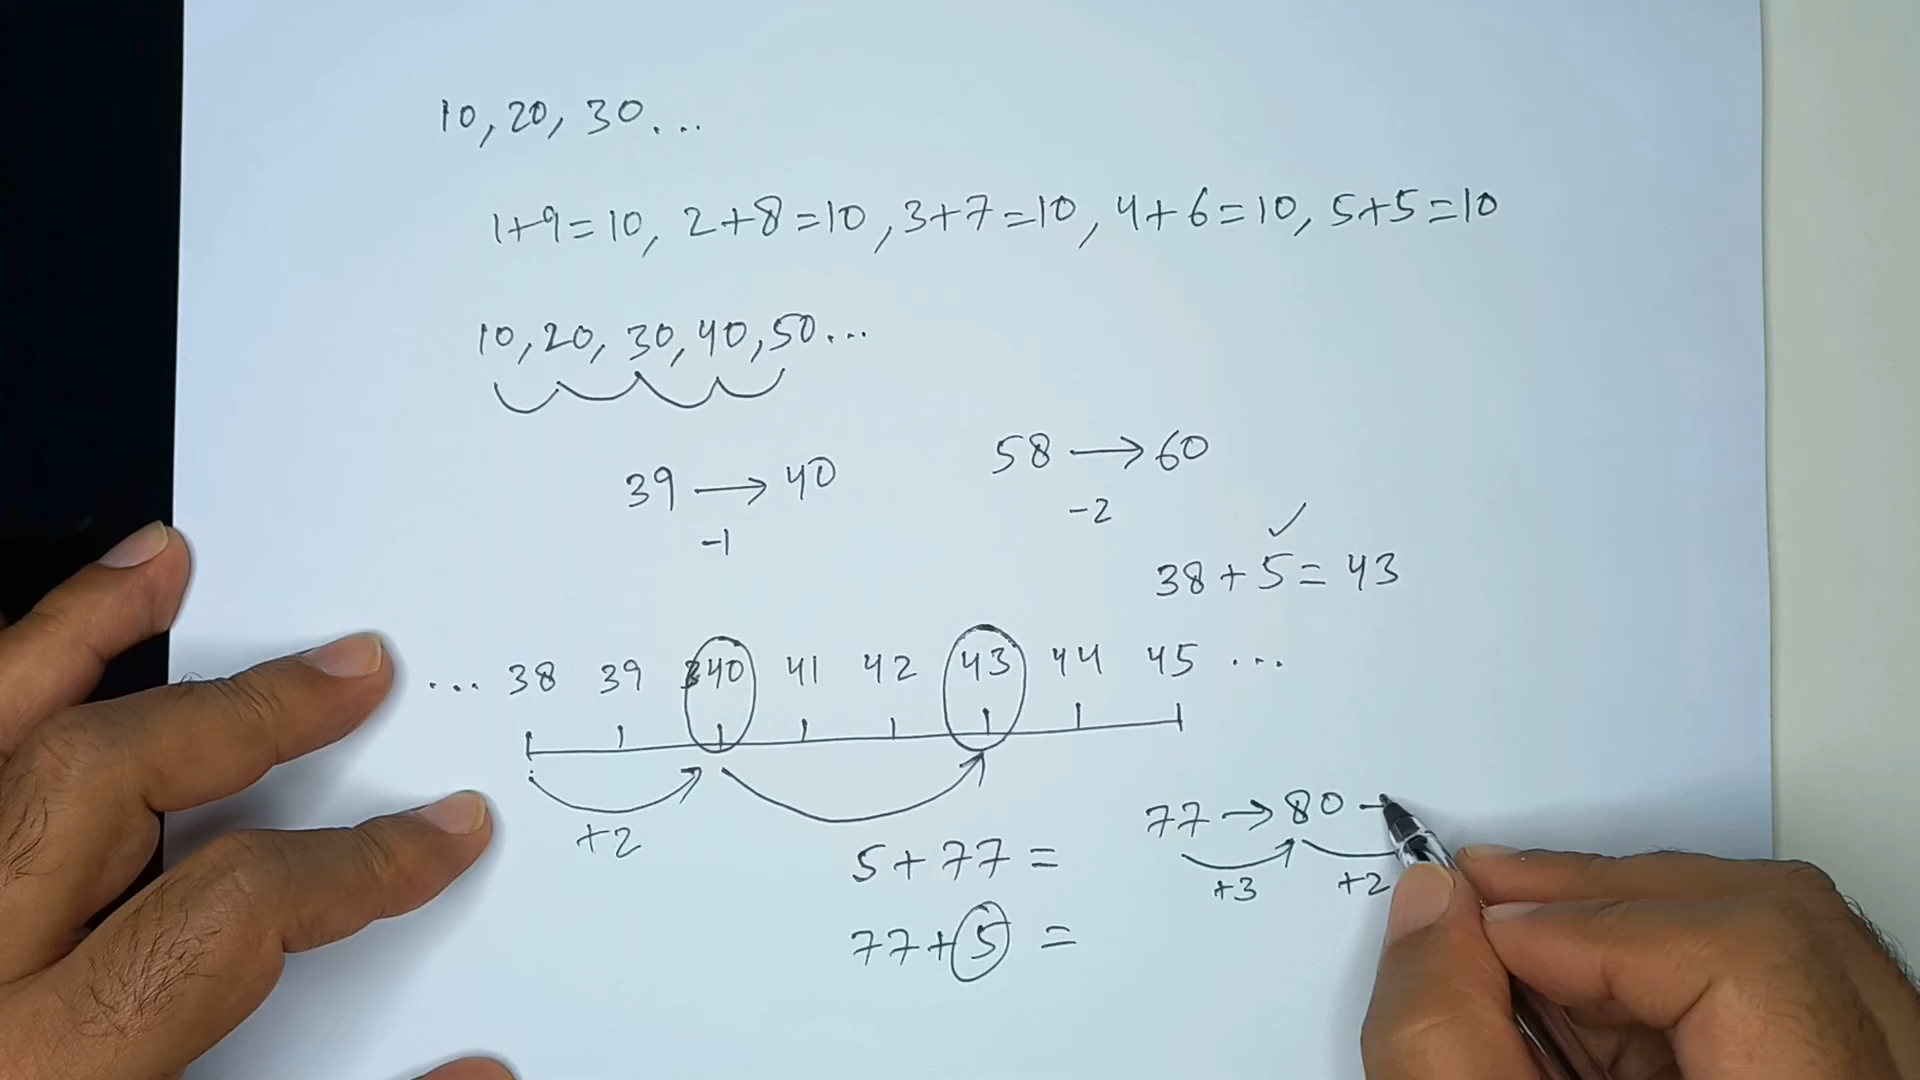 10, 20, 30...
1+9=10, 2+8=10, 3+7=10, 4+6=10, 5+5=10
10, 20, 30, 40, 50...
39 → 40
-1
58 → 60
-2
✓
38+5=43
... 38 39 40 41 42 43 44 45 ...
+2
77 → 80 -
+3 +2
5+77=
77+5 =